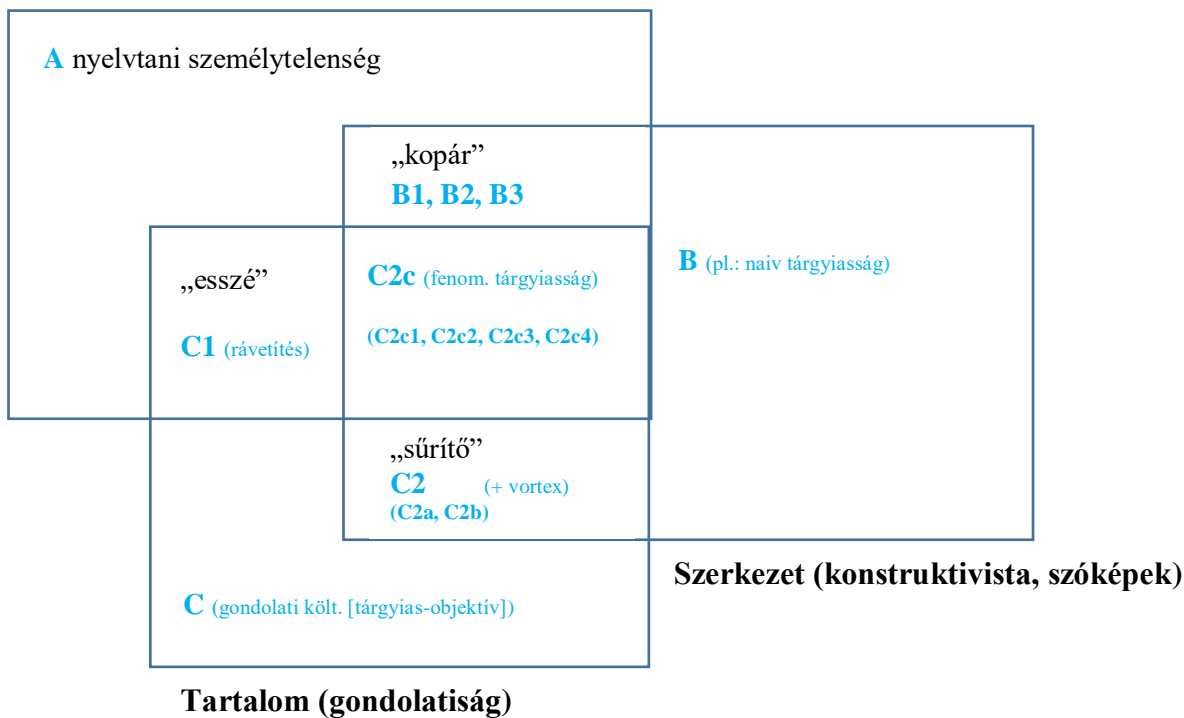 A nyelvtani személytelenség
„kopár”
B1, B2, B3
„esszé”
C1 (rávetítés)
C2c (fenom. tárgyiasság)
(C2c1, C2c2, C2c3, C2c4)
B (pl.: naiv tárgyiasság)
„sűrítő”
C2 (+ vortex)
(C2a, C2b)
Szerkezet (konstruktivista, szóképek)
C (gondolati költ. [tárgyias-objektív])
Tartalom (gondolatiság)